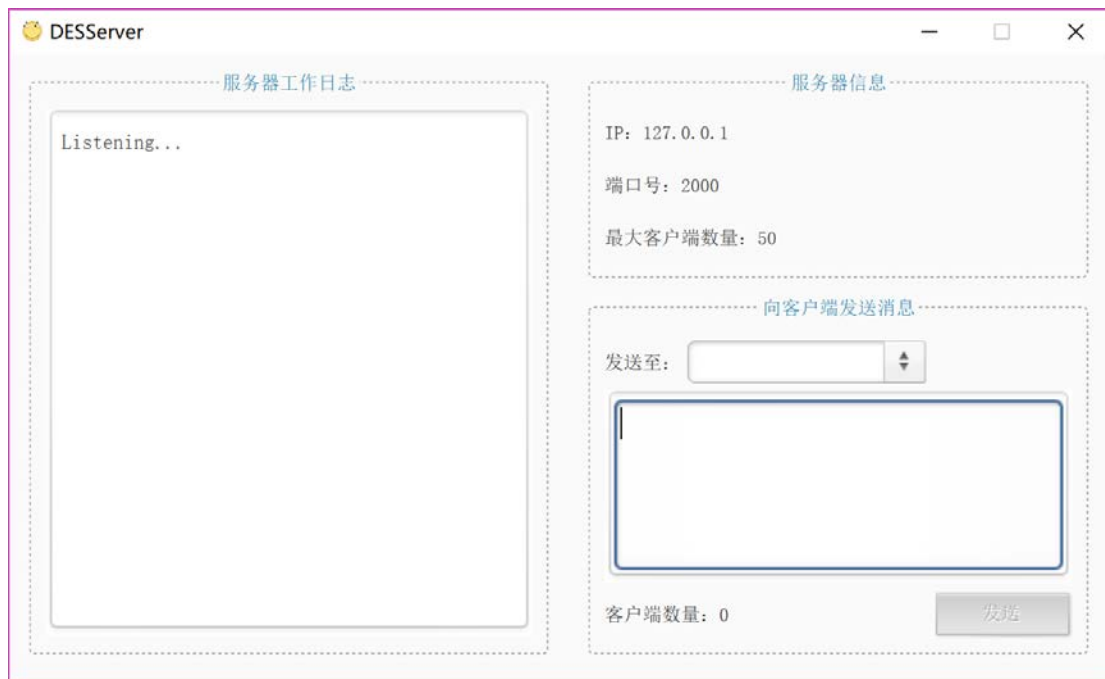 DESServer
服务器工作日志
Listening...
服务器信息
IP: 127.0.0.1
端口号: 2000
最大客户端数量: 50
向客户端发送消息
发送至:
客户端数量: 0
发送